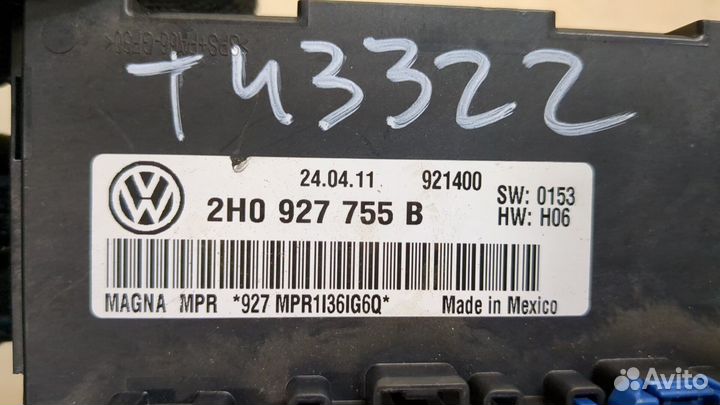 T43322
24.04.11 921400
SW: 0153
2H0 927 755 B
HW: H06
MAGNA MPR *927 MPR1I36IG6Q* Made in Mexico
Avito